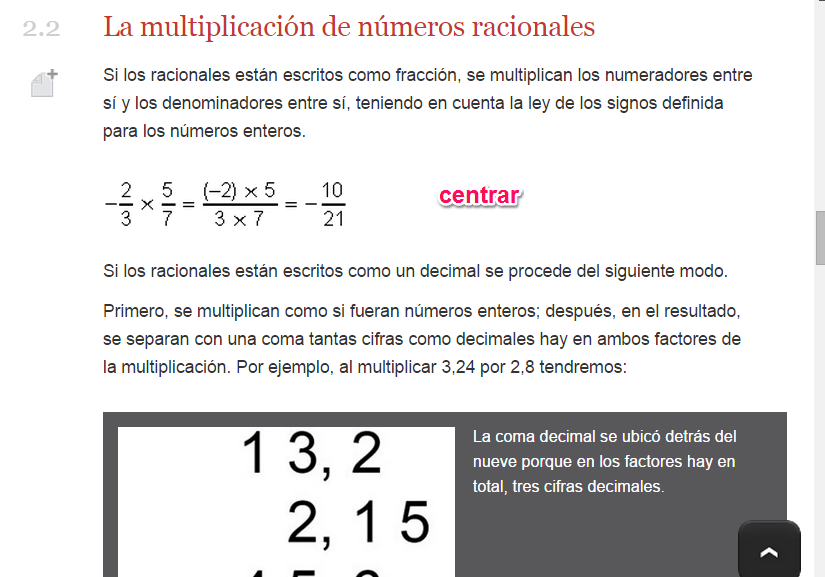 2.2 La multiplicación de números racionales
Si los racionales están escritos como fracción, se multiplican los numeradores entre
sí y los denominadores entre sí, teniendo en cuenta la ley de los signos definida
para los números enteros.
−2/3 × 5/7 = (−2) × 5 / 3 × 7 = −10/21
centrar
Si los racionales están escritos como un decimal se procede del siguiente modo.
Primero, se multiplican como si fueran números enteros; después, en el resultado,
se separan con una coma tantas cifras como decimales hay en ambos factores de
la multiplicación. Por ejemplo, al multiplicar 3,24 por 2,8 tendremos:
1 3, 2
2, 1 5
La coma decimal se ubicó detrás del
nueve porque en los factores hay en
total, tres cifras decimales.